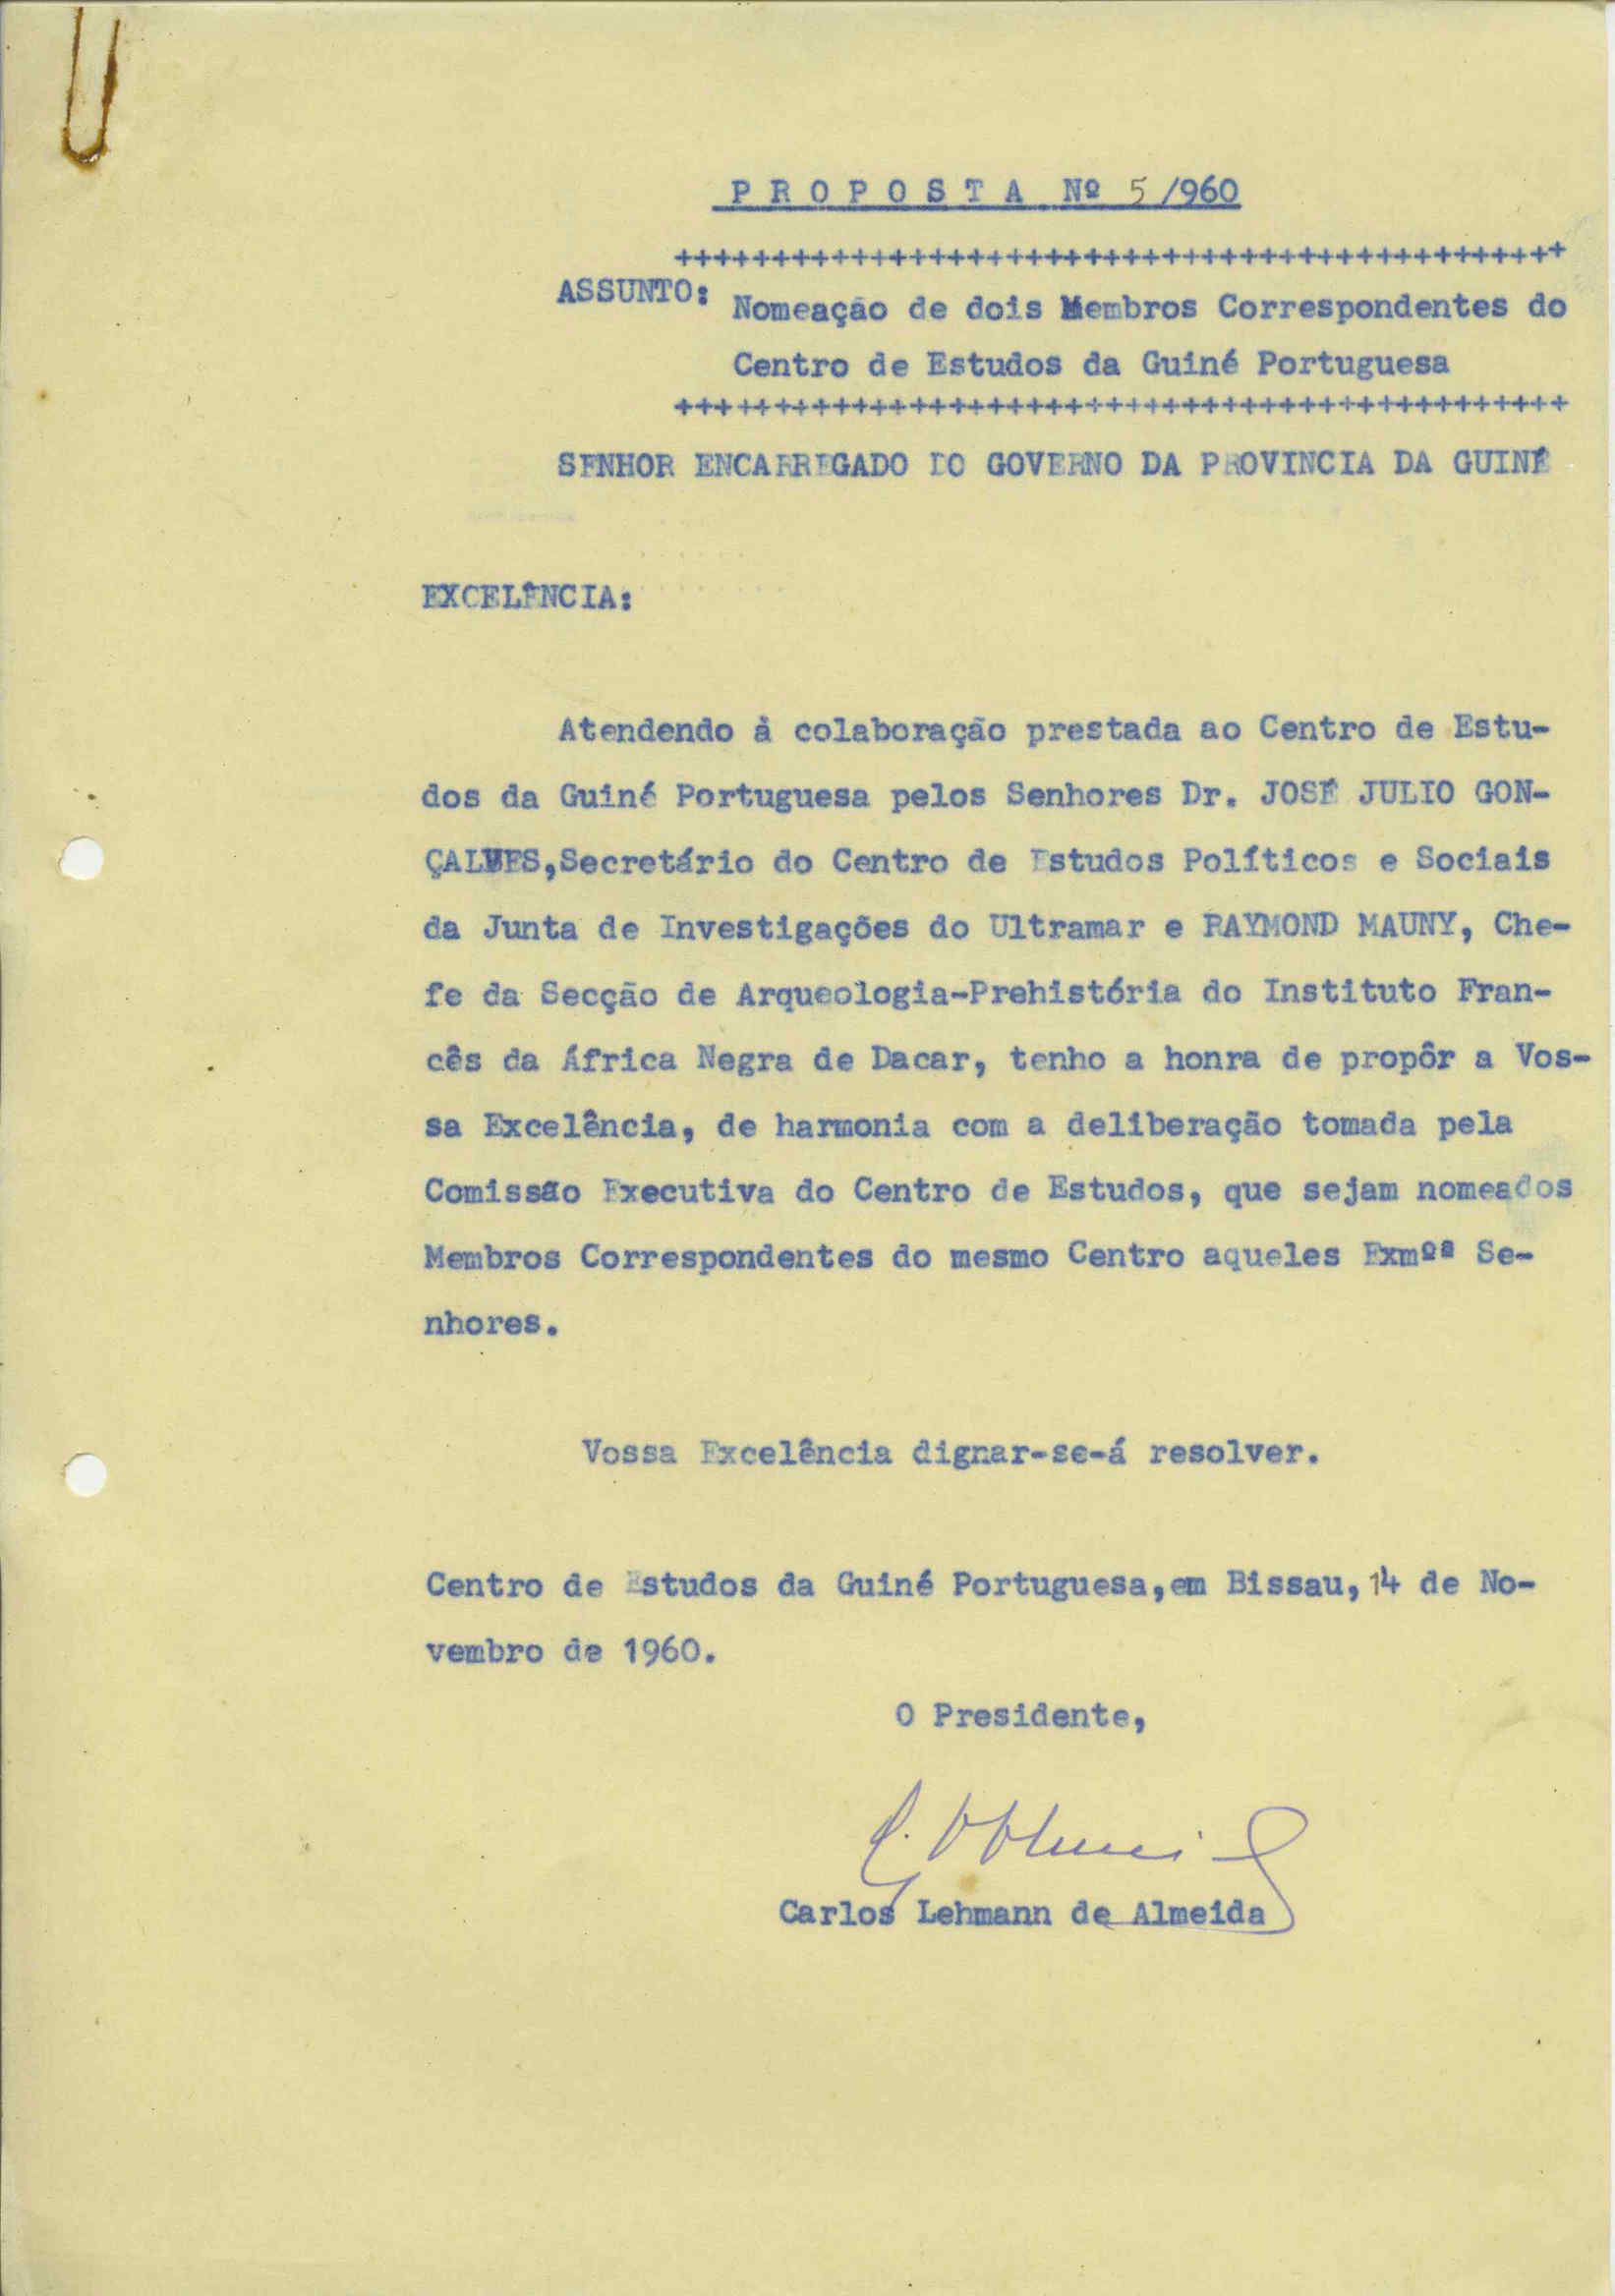 P R O P O S T A Nº 5/960
++++++++++++++++++++++++++++++++++++++++++++++
ASSUNTO: Nomeação de dois Membros Correspondentes do
Centro de Estudos da Guiné Portuguesa
++++++++++++++++++++++++++++++++++++++++++++++
SENHOR ENCARREGADO DO GOVERNO DA PROVINCIA DA GUINÉ
EXCELÊNCIA:
Atendendo à colaboração prestada ao Centro de Estu-
dos da Guiné Portuguesa pelos Senhores Dr. JOSÉ JULIO GON-
ÇALVES,Secretário do Centro de Estudos Políticos e Sociais
da Junta de Investigações do Ultramar e RAYMOND MAUNY, Che-
fe da Secção de Arqueologia-Prehistória do Instituto Fran-
cês da África Negra de Dacar, tenho a honra de propôr a Vos-
sa Excelência, de harmonia com a deliberação tomada pela
Comissão Executiva do Centro de Estudos, que sejam nomeados
Membros Correspondentes do mesmo Centro aqueles Exmºª Se-
nhores.
Vossa Excelência dignar-se-á resolver.
Centro de Estudos da Guiné Portuguesa,em Bissau,14 de No-
vembro de 1960.
O Presidente,
Carlos Lehmann de Almeida